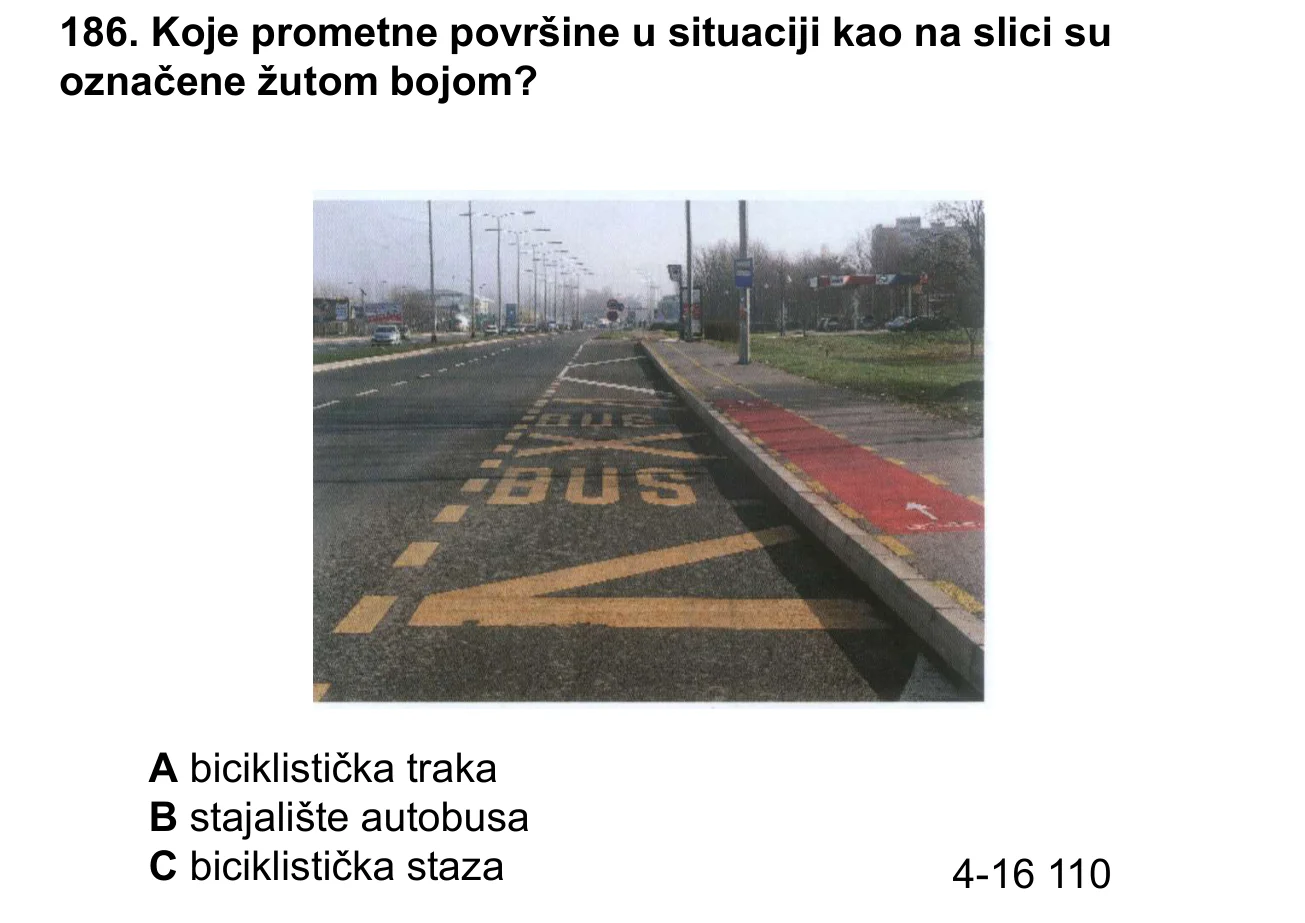 186. Koje prometne površine u situaciji kao na slici su
označene žutom bojom?
BUS
BUS
A biciklistička traka
B stajalište autobusa
C biciklistička staza
4-16 110